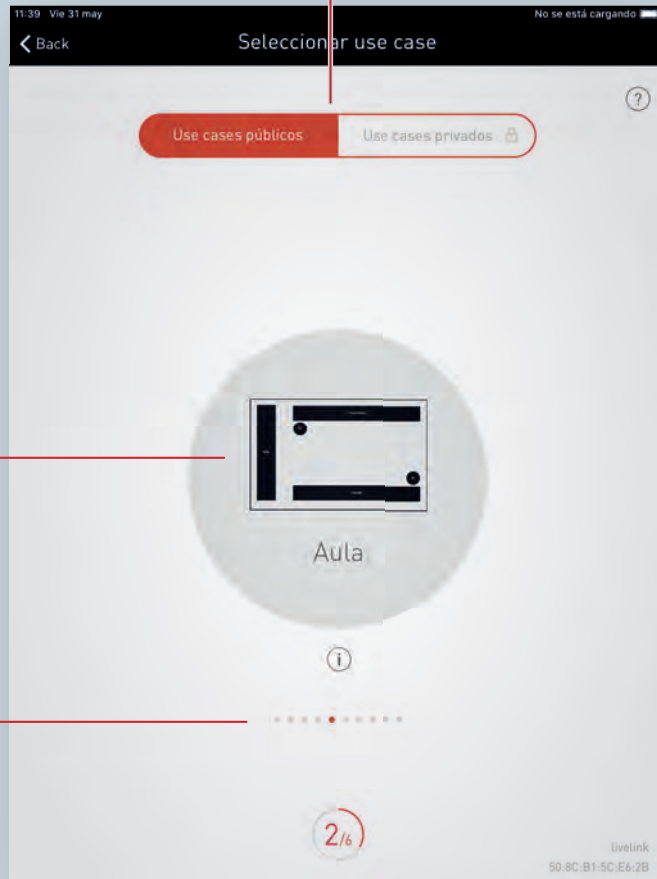 11:39 Vie 31 may
No se está cargando
Back
Seleccionar use case
?
Use cases públicos
Use cases privados
Aula
i
2/6
livelink
50:8C:B1:5C:E6:2B